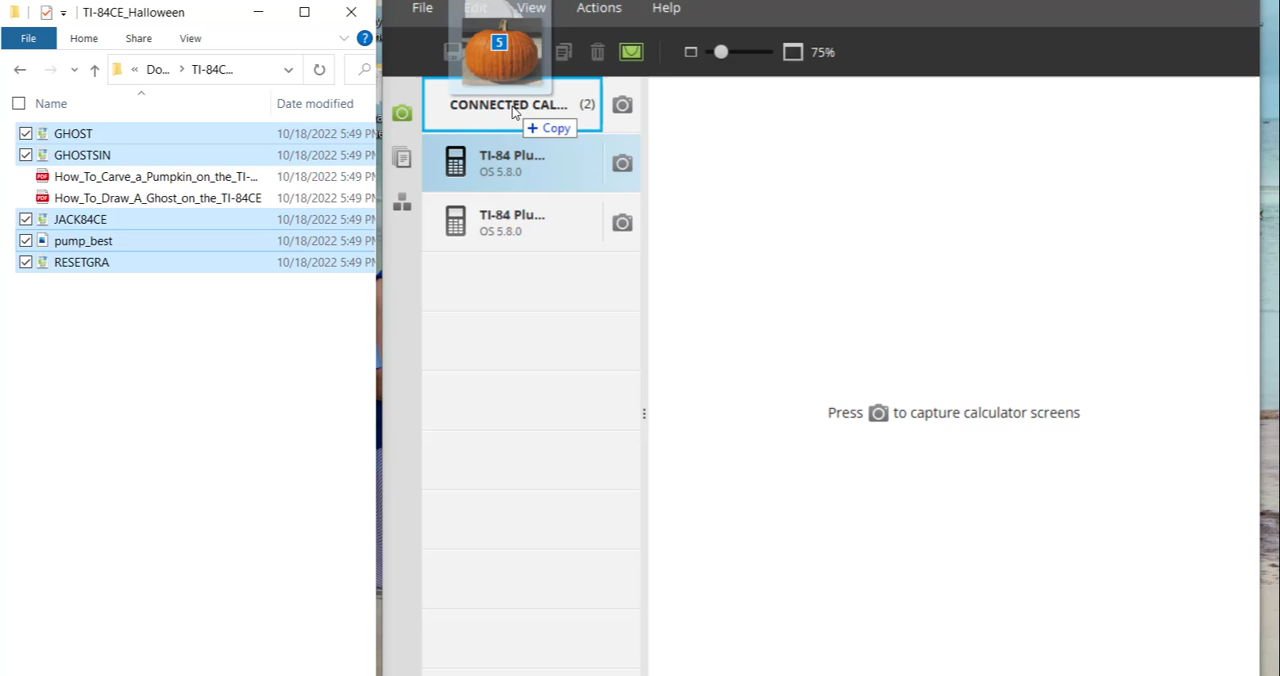 TI-84CE_Halloween
File Home Share View
« Do... > TI-84C...
Name Date modified
GHOST 10/18/2022 5:49 PM
GHOSTSIN 10/18/2022 5:49 PM
How_To_Carve_a_Pumpkin_on_the_TI-... 10/18/2022 5:49 PM
How_To_Draw_A_Ghost_on_the_TI-84CE 10/18/2022 5:49 PM
JACK84CE 10/18/2022 5:49 PM
pump_best 10/18/2022 5:49 PM
RESETGRA 10/18/2022 5:49 PM
File Edit View Actions Help
5
75%
CONNECTED CAL... (2)
+ Copy
TI-84 Plu...
OS 5.8.0
TI-84 Plu...
OS 5.8.0
Press to capture calculator screens